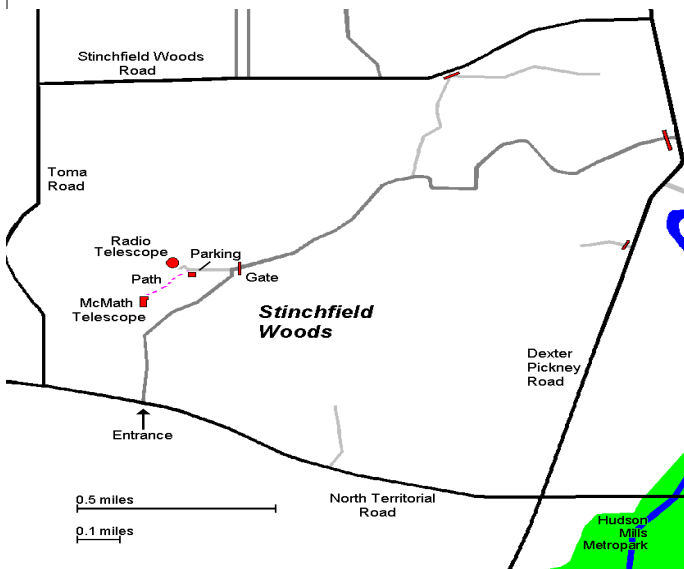 Stinchfield Woods
Road
Toma
Road
Radio
Telescope
Parking
Path
Gate
McMath
Telescope
Stinchfield
Woods
Dexter
Pickney
Road
Entrance
0.5 miles
North Territorial
Road
0.1 miles
Hudson
Mills
Metropark